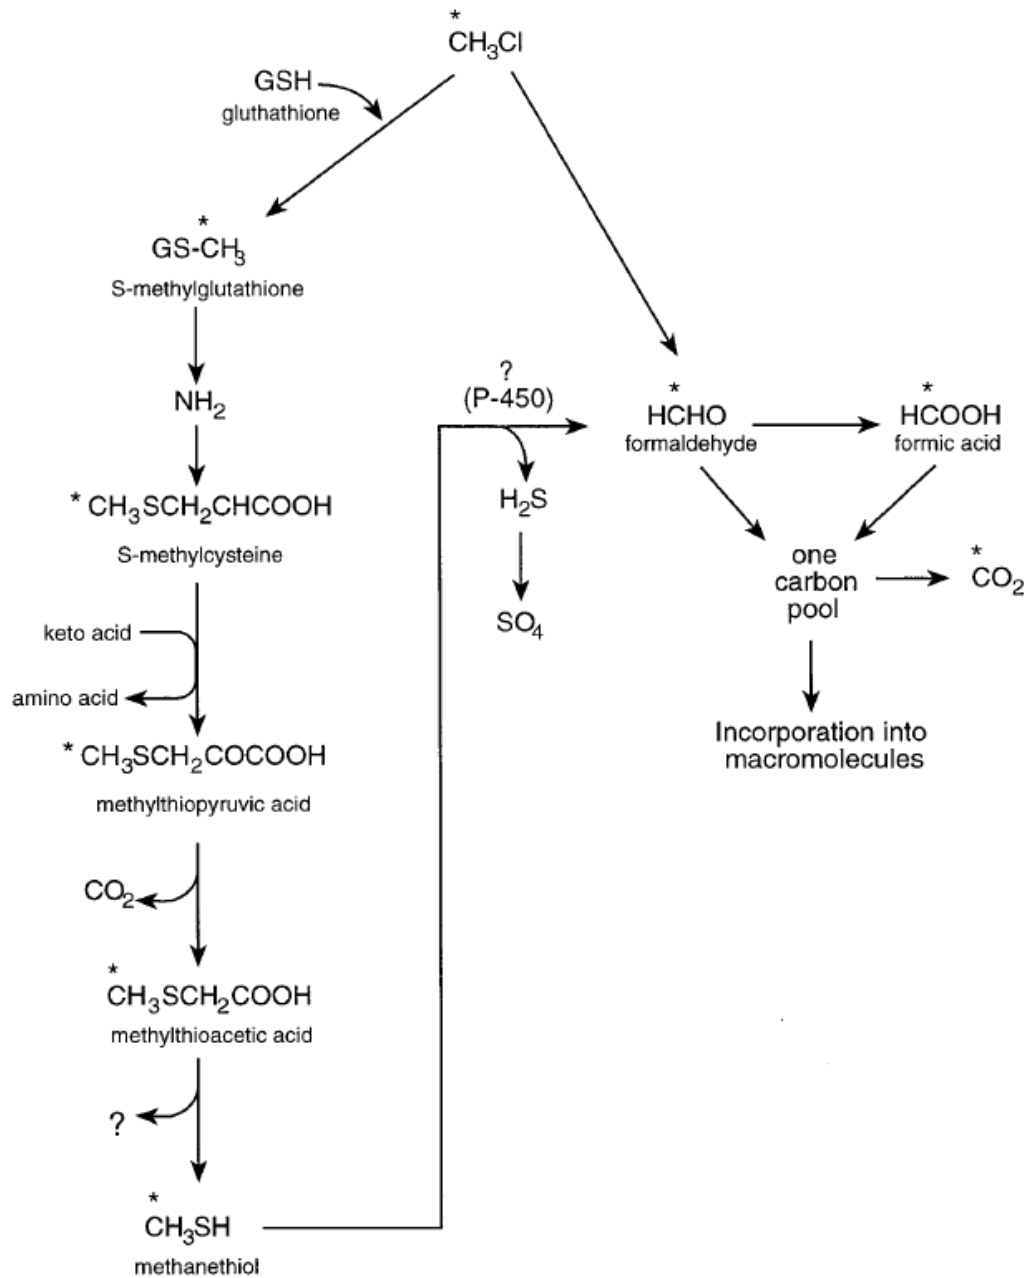 *
CH₃Cl
GSH
gluthathione
*
GS-CH₃
S-methylglutathione
NH₂
* CH₃SCH₂CHCOOH
S-methylcysteine
keto acid
amino acid
* CH₃SCH₂COCOOH
methylthiopyruvic acid
CO₂
*
CH₃SCH₂COOH
methylthioacetic acid
?
*
CH₃SH
methanethiol
?
(P-450)
H₂S
SO₄
*
HCHO
formaldehyde
*
HCOOH
formic acid
one
carbon
pool
*
CO₂
Incorporation into
macromolecules